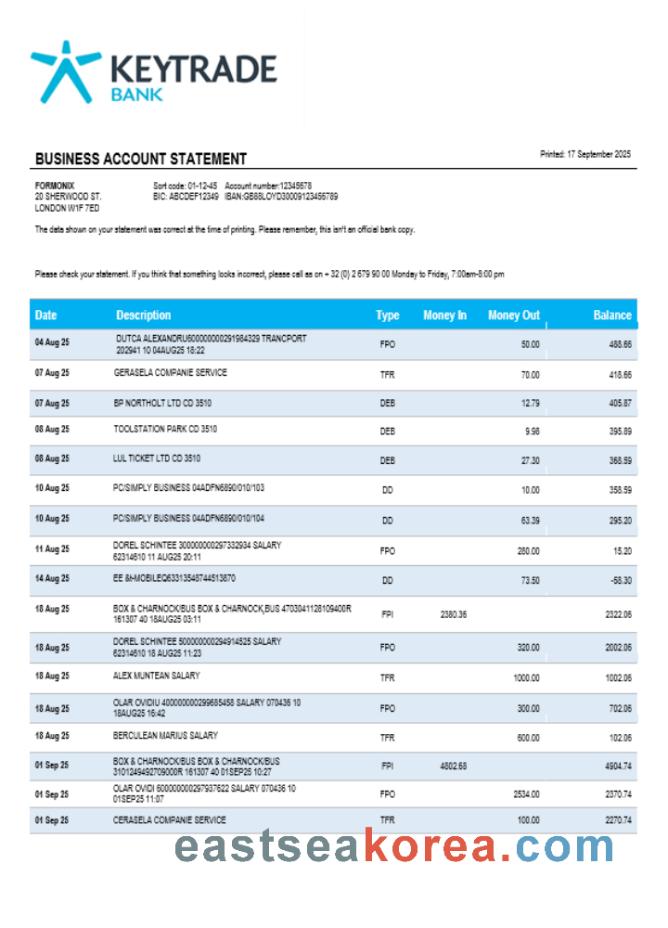 KEYTRADE
BANK
BUSINESS ACCOUNT STATEMENT
Printed: 17 September 2025
FORMONIX
Sort code: 01-12-45 Account number:12345678
20 SHERWOOD ST.
BIC: ABCDEF12349 IBAN:GB88LOYD30009123456789
LONDON W1F 7ED
The data shown on your statement was correct at the time of printing. Please remember, this isn't an official bank copy.
Please check your statement. If you think that something looks incorrect, please call as on + 32 (0) 2 679 90 00 Monday to Friday, 7:00am-8:00 pm
Date Description Type Money In Money Out Balance
04 Aug 25 DUTCA ALEXANDRU600000000291984329 TRANCPORT
202941 10 04AUG25 18:22 FPO 50.00 488.66
07 Aug 25 GERASELA COMPANIE SERVICE TFR 70.00 418.66
07 Aug 25 BP NORTHOLT LTD CD 3510 DEB 12.79 405.87
08 Aug 25 TOOLSTATION PARK CD 3510 DEB 9.98 395.89
08 Aug 25 LUL TICKET LTD CD 3510 DEB 27.30 368.59
10 Aug 25 PC/SIMPLY BUSINESS 04ADFN6890/010/103 DD 10.00 358.59
10 Aug 25 PC/SIMPLY BUSINESS 04ADFN6890/010/104 DD 63.39 295.20
11 Aug 25 DOREL SCHINTEE 300000000297332934 SALARY
62314610 11 AUG25 20:11 FPO 280.00 15.20
14 Aug 25 EE &t-MOBILEQ63313548744513870 DD 73.50 -58.30
18 Aug 25 BOX & CHARNOCK/BUS BOX & CHARNOCK,BUS 4703041128109400R
161307 40 18AUG25 03:11 FPI 2380.36 2322.06
18 Aug 25 DOREL SCHINTEE 500000000294914525 SALARY
62314610 18 AUG25 11:23 FPO 320.00 2002.06
18 Aug 25 ALEX MUNTEAN SALARY TFR 1000.00 1002.06
18 Aug 25 OLAR OVIDIU 400000000299685458 SALARY 070436 10
18AUG25 16:42 FPO 300.00 702.06
18 Aug 25 BERCULEAN MARIUS SALARY TFR 600.00 102.06
01 Sep 25 BOX & CHARNOCK/BUS BOX & CHARNOCK/BUS
3101249492709000R 161307 40 01SEP25 10:27 FPI 4802.68 4904.74
01 Sep 25 OLAR OVIDI 600000000297937622 SALARY 070436 10
01SEP25 11:07 FPO 2534.00 2370.74
01 Sep 25 CERASELA COMPANIE SERVICE TFR 100.00 2270.74
eastseakorea.com